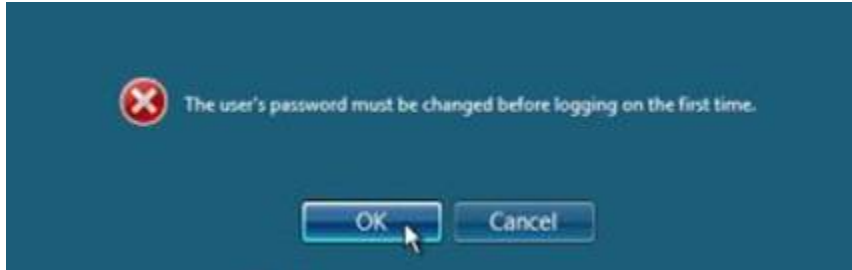 The user's password must be changed before logging on the first time.
OK
Cancel